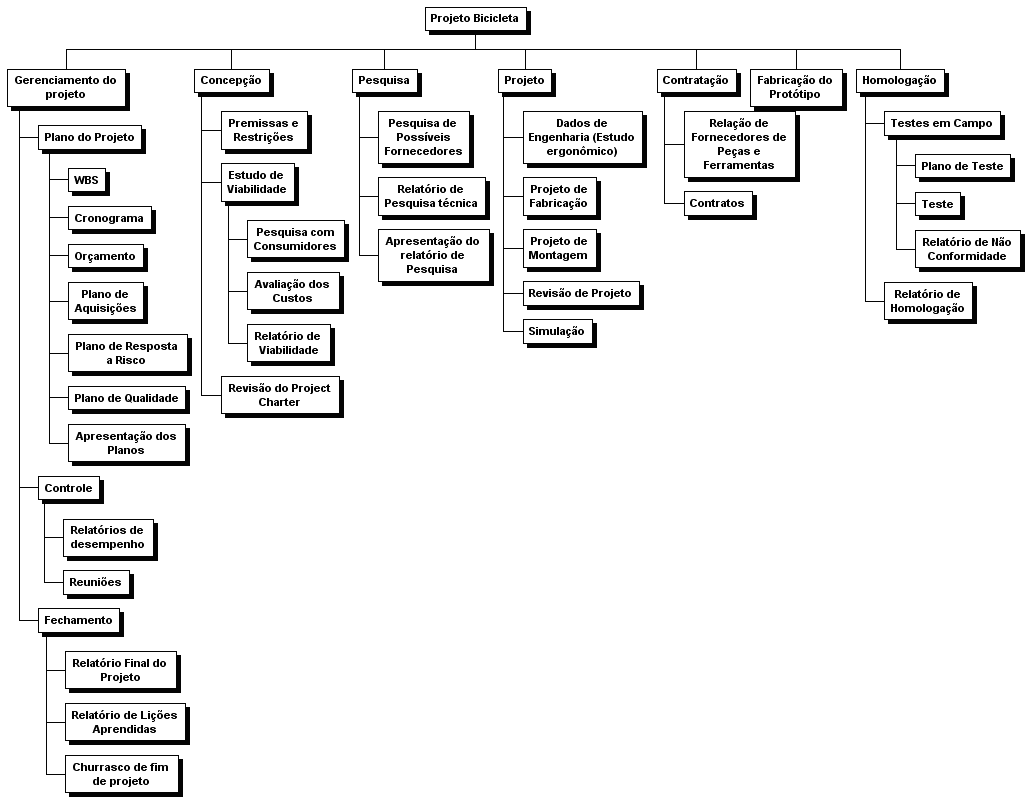 Projeto Bicicleta
Gerenciamento do
projeto
Plano do Projeto
WBS
Cronograma
Orçamento
Plano de
Aquisições
Plano de Resposta
a Risco
Plano de Qualidade
Apresentação dos
Planos
Controle
Relatórios de
desempenho
Reuniões
Fechamento
Relatório Final do
Projeto
Relatório de Lições
Aprendidas
Churrasco de fim
de projeto
Concepção
Premissas e
Restrições
Estudo de
Viabilidade
Pesquisa com
Consumidores
Avaliação dos
Custos
Relatório de
Viabilidade
Revisão do Project
Charter
Pesquisa
Pesquisa de
Possíveis
Fornecedores
Relatório de
Pesquisa técnica
Apresentação do
relatório de
Pesquisa
Projeto
Dados de
Engenharia (Estudo
ergonômico)
Projeto de
Fabricação
Projeto de
Montagem
Revisão de Projeto
Simulação
Contratação
Relação de
Fornecedores de
Peças e
Ferramentas
Contratos
Fabricação do
Protótipo
Homologação
Testes em Campo
Plano de Teste
Teste
Relatório de Não
Conformidade
Relatório de
Homologação